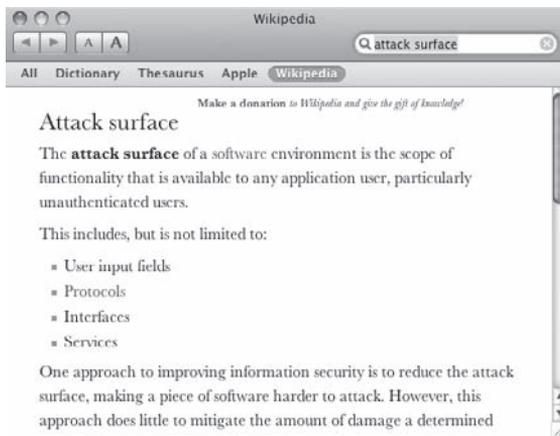 Wikipedia
A A
attack surface
All Dictionary Thesaurus Apple Wikipedia
Make a donation to Wikipedia and give the gift of knowledge!
Attack surface
The attack surface of a software environment is the scope of
functionality that is available to any application user, particularly
unauthenticated users.
This includes, but is not limited to:
User input fields
Protocols
Interfaces
Services
One approach to improving information security is to reduce the attack
surface, making a piece of software harder to attack. However, this
approach does little to mitigate the amount of damage a determined